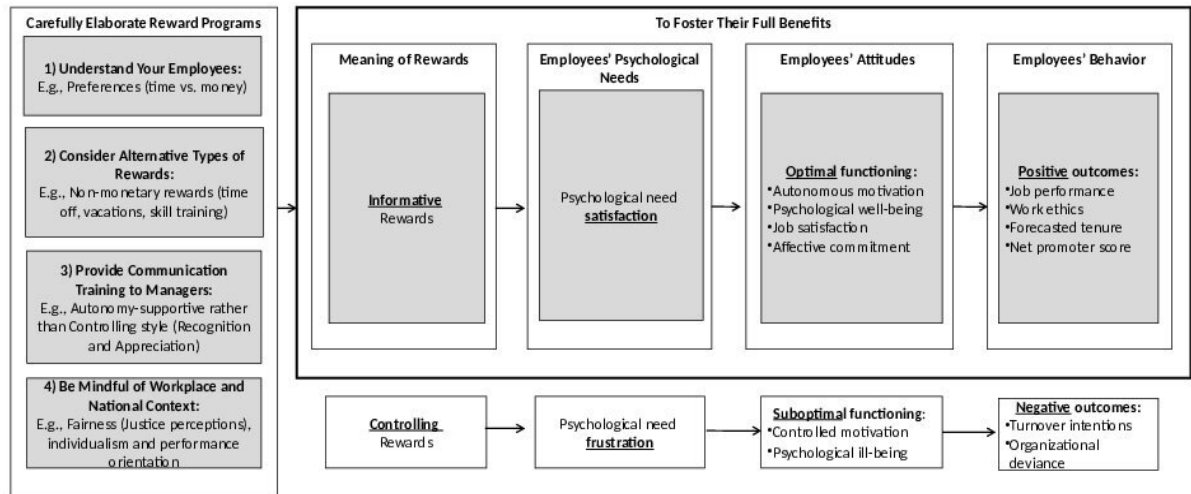 Carefully Elaborate Reward Programs
1) Understand Your Employees:
E.g., Preferences (time vs. money)
2) Consider Alternative Types of
Rewards:
E.g., Non-monetary rewards (time
off, vacations, skill training)
3) Provide Communication
Training to Managers:
E.g., Autonomy-supportive rather
than Controlling style (Recognition
and Appreciation)
4) Be Mindful of Workplace and
National Context:
E.g., Fairness (Justice perceptions),
individualism and performance
orientation
To Foster Their Full Benefits
Meaning of Rewards
Informative
Rewards
Employees' Psychological
Needs
Psychological need
satisfaction
Employees' Attitudes
Optimal functioning:
•Autonomous motivation
•Psychological well-being
•Job satisfaction
•Affective commitment
Employees' Behavior
Positive outcomes:
•Job performance
•Work ethics
•Forecasted tenure
•Net promoter score
Controlling
Rewards
Psychological need
frustration
Suboptimal functioning:
•Controlled motivation
•Psychological ill-being
Negative outcomes:
•Turnover intentions
•Organizational
deviance